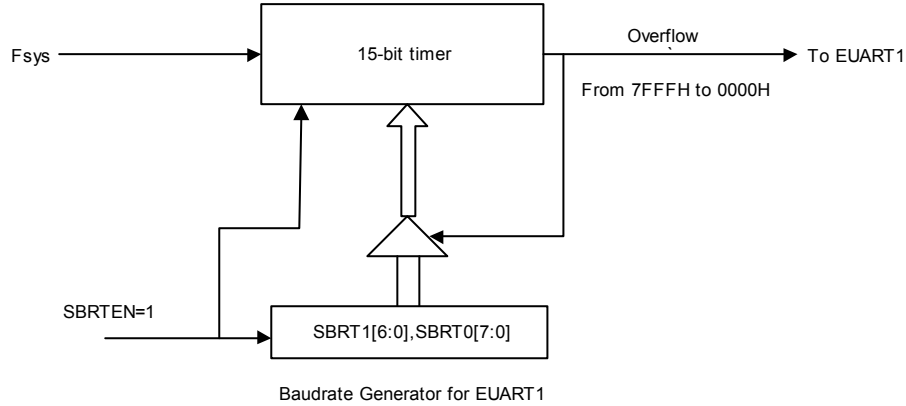 Fsys
15-bit timer
Overflow
To EUART1
From 7FFFH to 0000H
SBRTEN=1
SBRT1[6:0],SBRT0[7:0]
Baudrate Generator for EUART1